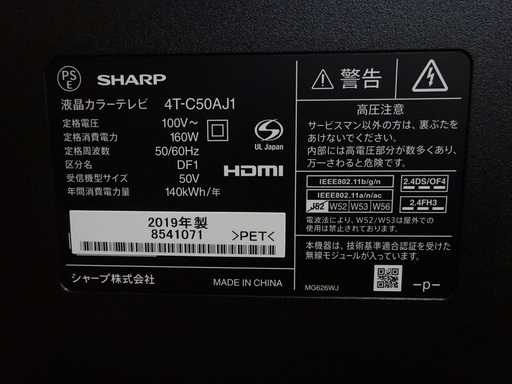 PS
E
SHARP
液晶カラーテレビ 4T-C50AJ1
定格電圧 100V～
定格消費電力 160W
定格周波数 50/60Hz
区分名 DF1
受信機型サイズ 50V
年間消費電力量 140kWh/年
S
UL Japan
HDMI
2019年製
8541071
>PET<
シャープ株式会社
MADE IN CHINA
警告
高圧注意
サービスマン以外の方は、裏ぶたを
あけないでください。
内部には高電圧部分が数多くあり、
万一さわると危険です。
IEEE802.11b/g/n
IEEE802.11a/n/ac
J52 W52 W53 W56
2.4DS/OF4
2.4FH3
電波法により、W52/W53は屋外での
使用は禁止されています。
本機器は、技術基準適合認証を受けた
無線モジュールが入っています。
MG626WJ
-p-